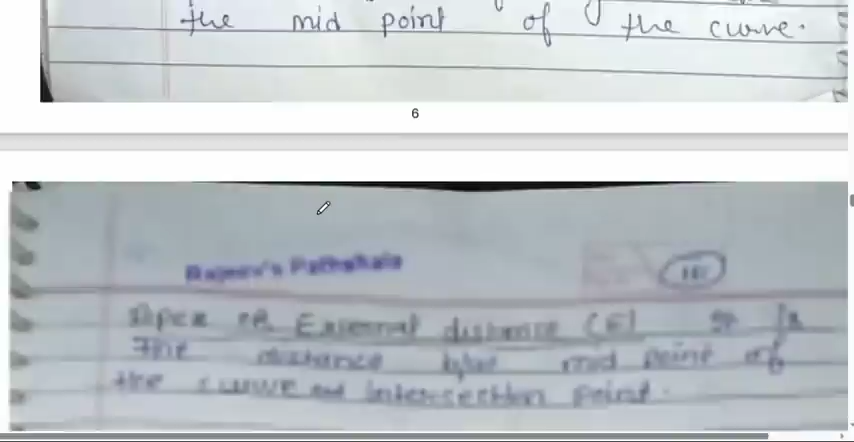 the mid point of the curve.
6
Rajeev's Pathshala
Apex or External distance (E) It is
The distance b/w mid point of
the curve and intersection point.